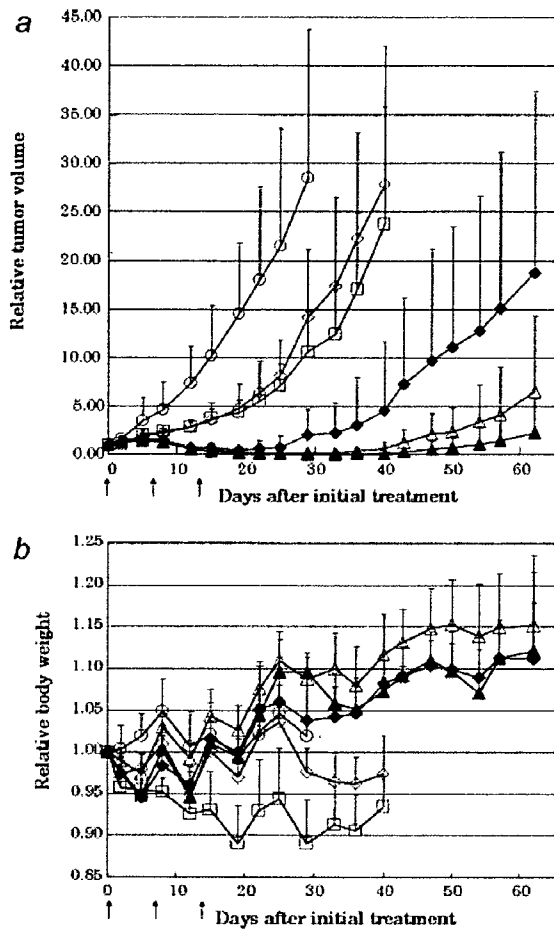 a
45.00
40.00
35.00
30.00
25.00
20.00
15.00
10.00
5.00
0.00
Relative tumor volume
0 10 20 30 40 50 60
Days after initial treatment
b
1.25
1.20
1.15
1.10
1.05
1.00
0.95
0.90
0.85
Relative body weight
0 10 20 30 40 50 60
Days after initial treatment